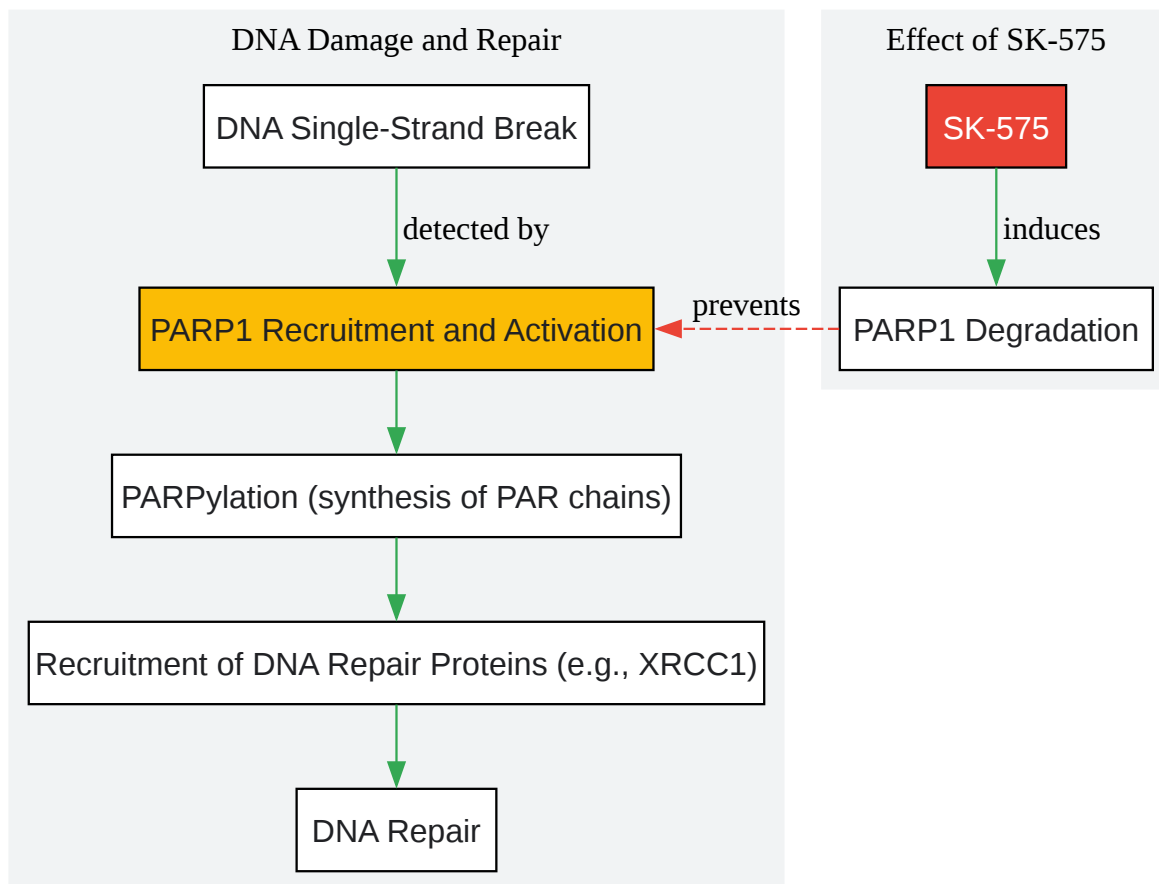 DNA Damage and Repair
DNA Single-Strand Break
detected by
PARP1 Recruitment and Activation
PARPylation (synthesis of PAR chains)
Recruitment of DNA Repair Proteins (e.g., XRCC1)
DNA Repair
Effect of SK-575
SK-575
induces
PARP1 Degradation
prevents